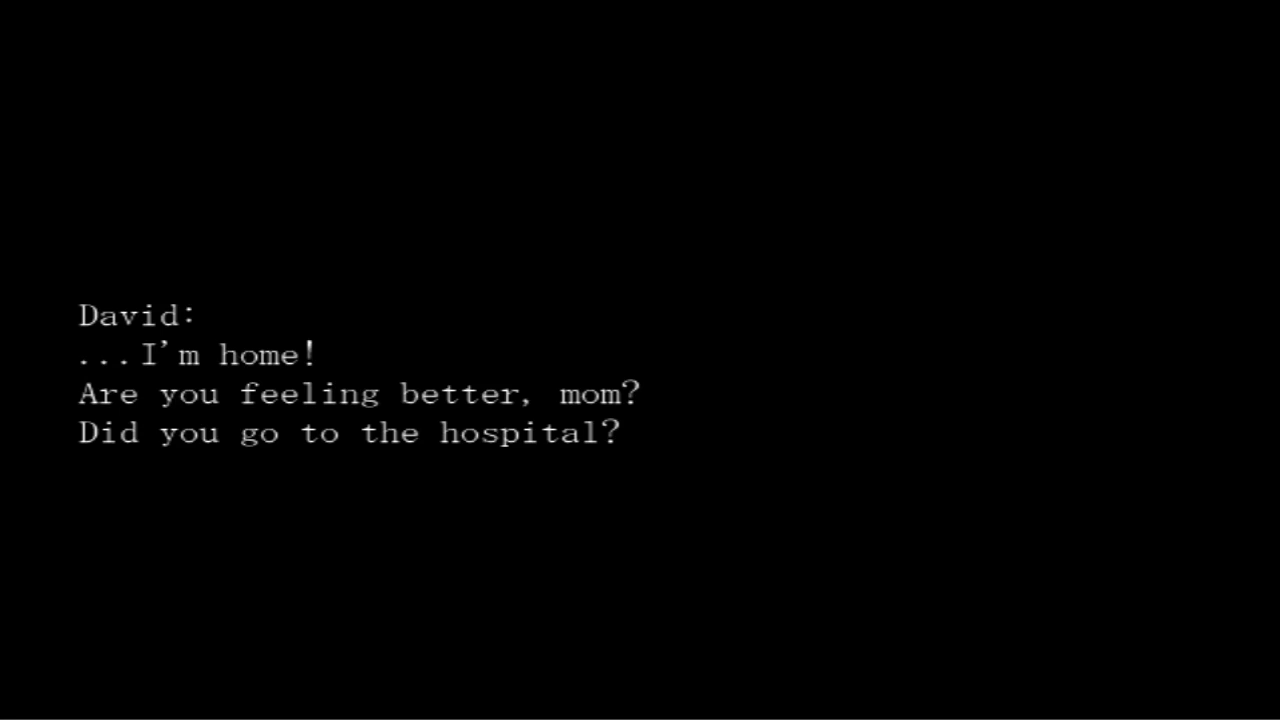 David:
...I'm home!
Are you feeling better, mom?
Did you go to the hospital?